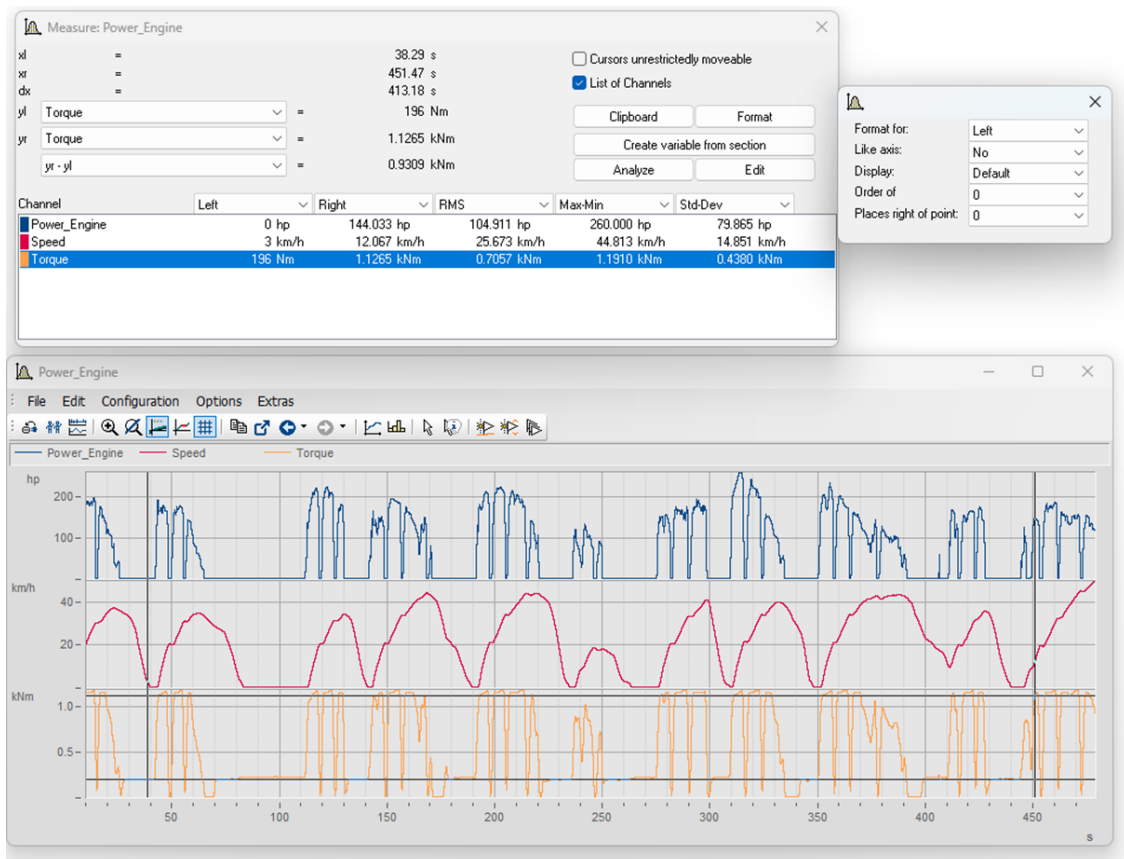 Measure: Power_Engine
xl = 38.29 s
xr = 451.47 s
dx = 413.18 s
yl Torque = 196 Nm
yr Torque = 1.1265 kNm
yr - yl = 0.9309 kNm
Cursors unrestrictedly moveable
List of Channels
Clipboard Format
Create variable from section
Analyze Edit
Channel Left Right RMS Max-Min Std-Dev
Power_Engine 0 hp 144.033 hp 104.911 hp 260.000 hp 79.865 hp
Speed 3 km/h 12.067 km/h 25.673 km/h 44.813 km/h 14.851 km/h
Torque 196 Nm 1.1265 kNm 0.7057 kNm 1.1910 kNm 0.4380 kNm
Format for: Left
Like axis: No
Display: Default
Order of 0
Places right of point: 0
Power_Engine
File Edit Configuration Options Extras
Power_Engine Speed Torque
hp
200
100
km/h
40
20
kNm
1.0
0.5
50 100 150 200 250 300 350 400 450
s